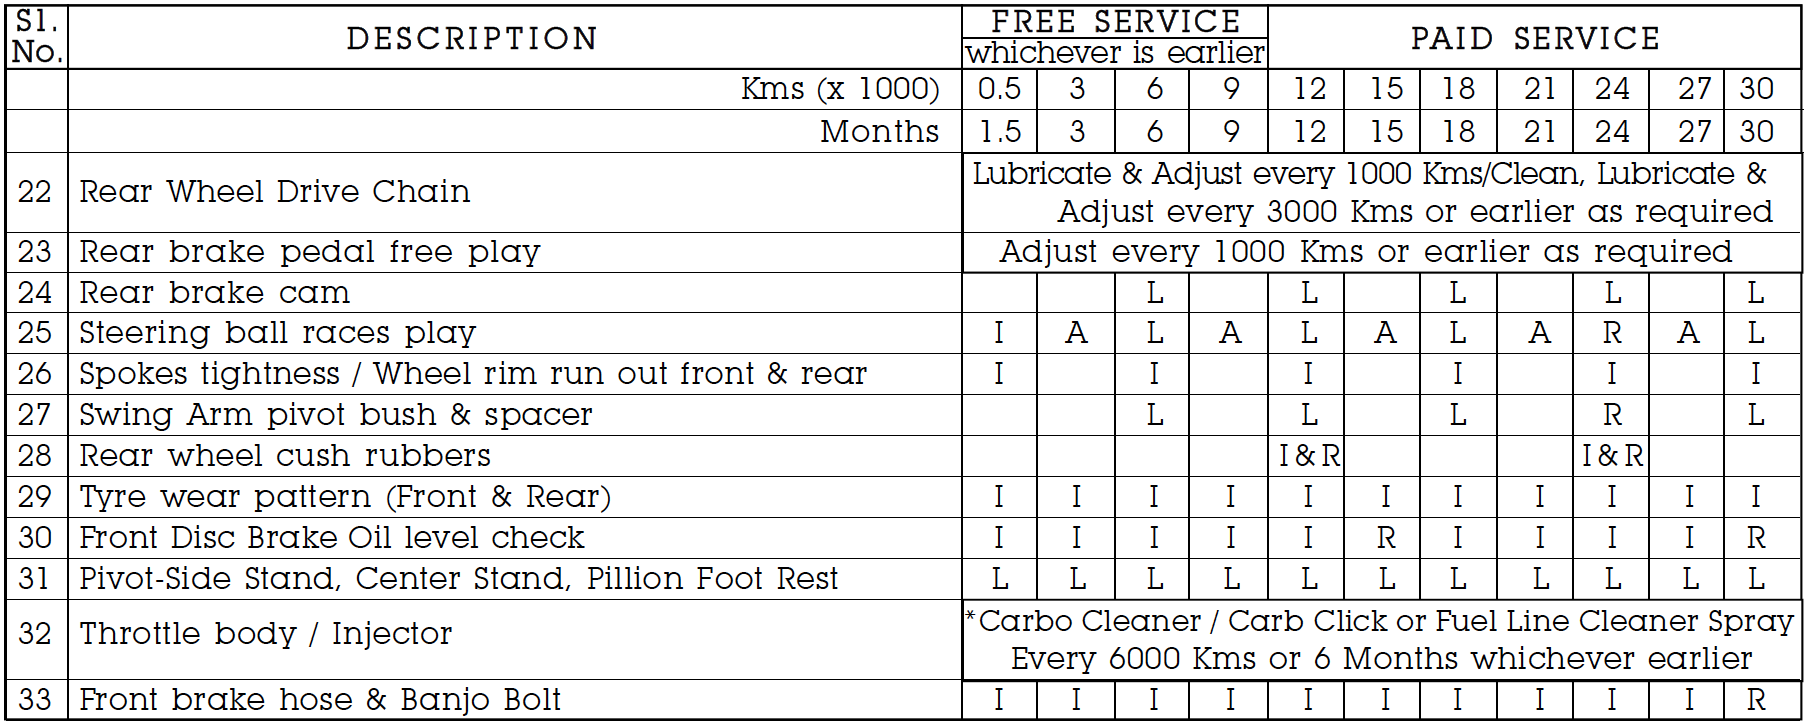 Sl. No. DESCRIPTION FREE SERVICE whichever is earlier PAID SERVICE
Kms (x 1000) 0.5 3 6 9 12 15 18 21 24 27 30
Months 1.5 3 6 9 12 15 18 21 24 27 30
22 Rear Wheel Drive Chain Lubricate & Adjust every 1000 Kms/Clean, Lubricate &
Adjust every 3000 Kms or earlier as required
23 Rear brake pedal free play Adjust every 1000 Kms or earlier as required
24 Rear brake cam L L L L L
25 Steering ball races play I A L A L A L A R A L
26 Spokes tightness / Wheel rim run out front & rear I I I I I I
27 Swing Arm pivot bush & spacer L L L R L
28 Rear wheel cush rubbers I&R I&R
29 Tyre wear pattern (Front & Rear) I I I I I I I I I I I
30 Front Disc Brake Oil level check I I I I I R I I I I R
31 Pivot-Side Stand, Center Stand, Pillion Foot Rest L L L L L L L L L L L
32 Throttle body / Injector *Carbo Cleaner / Carb Click or Fuel Line Cleaner Spray
Every 6000 Kms or 6 Months whichever earlier
33 Front brake hose & Banjo Bolt I I I I I I I I I I R